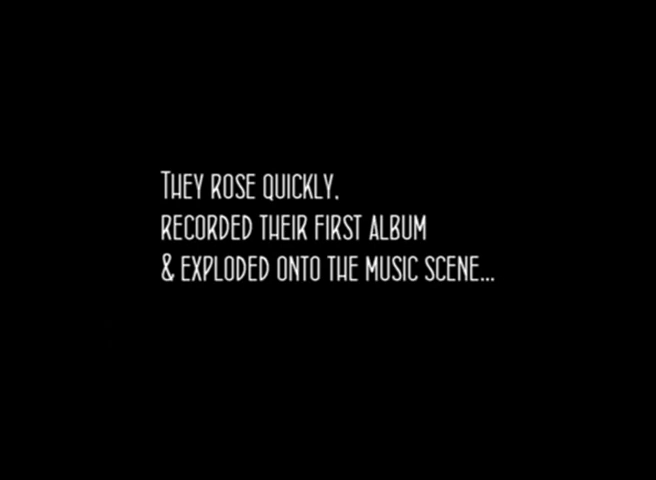 They rose quickly,
recorded their first album
& exploded onto the music scene...